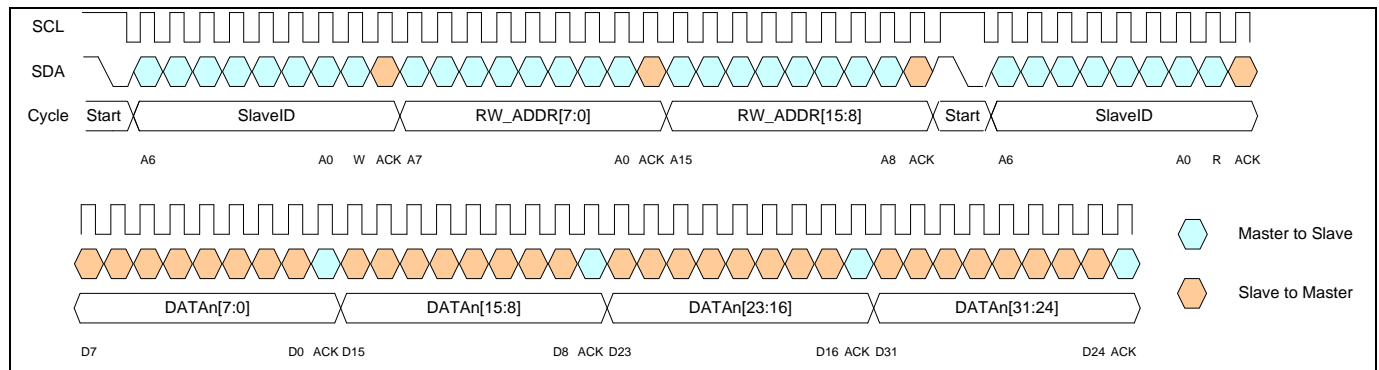 SCL
SDA
Cycle Start SlaveID RW_ADDR[7:0] RW_ADDR[15:8] Start SlaveID
A6 A0 W ACK A7 A0 ACK A15 A8 ACK A6 A0 R ACK
Master to Slave
Slave to Master
DATAn[7:0] DATAn[15:8] DATAn[23:16] DATAn[31:24]
D7 D0 ACK D15 D8 ACK D23 D16 ACK D31 D24 ACK